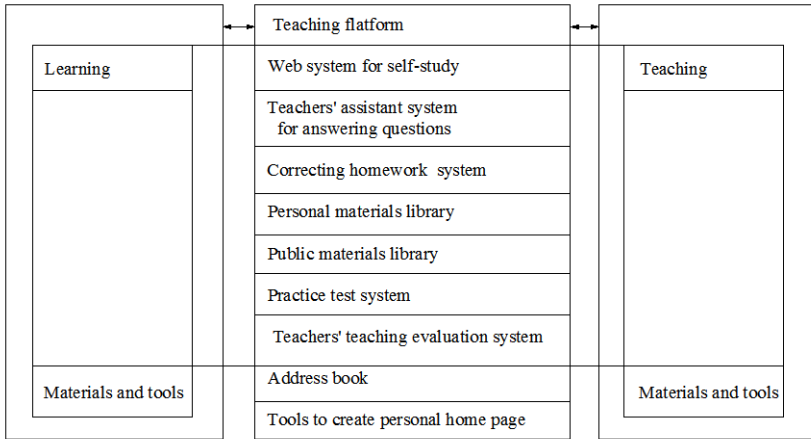 Teaching flatform
Learning
Web system for self-study
Teaching
Teachers' assistant system
for answering questions
Correcting homework system
Personal materials library
Public materials library
Practice test system
Teachers' teaching evaluation system
Materials and tools
Address book
Materials and tools
Tools to create personal home page